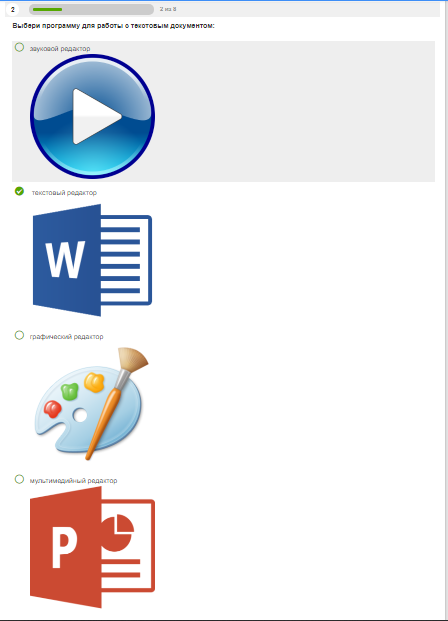 2
2 из 8
Выбери программу для работы с текстовым документом:
звуковой редактор
текстовый редактор
W
графический редактор
мультимедийный редактор
P